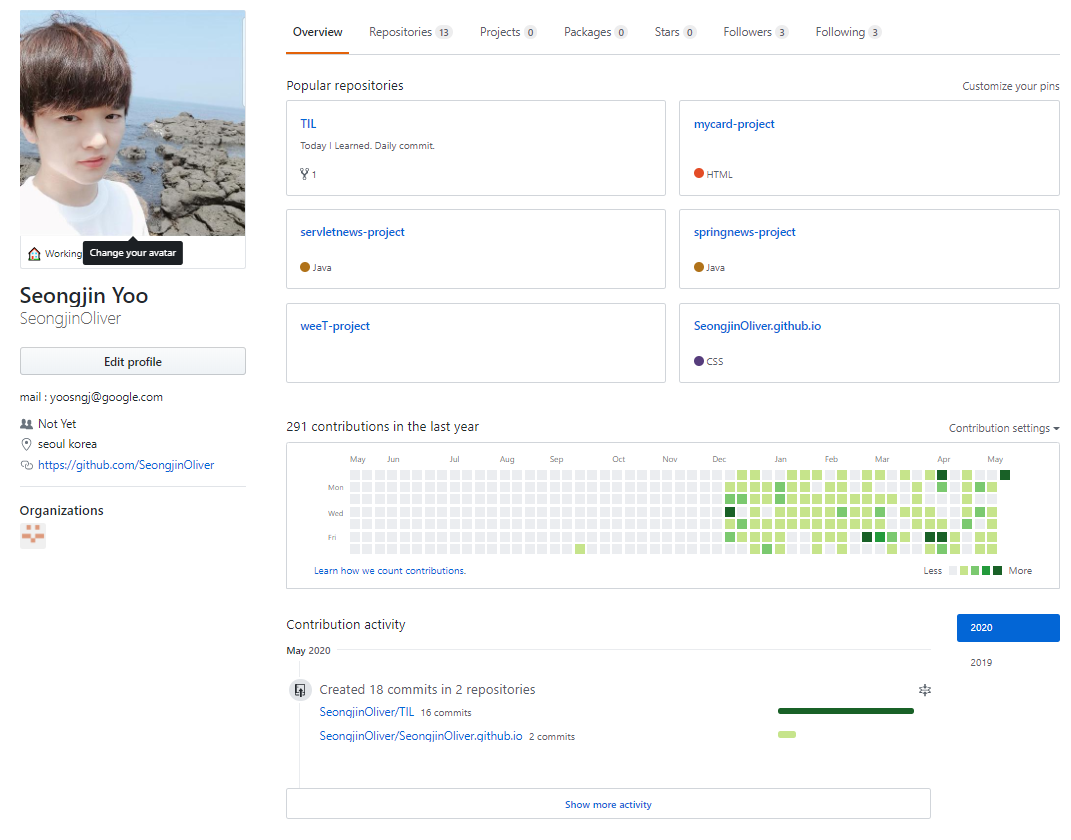 Overview Repositories 13 Projects 0 Packages 0 Stars 0 Followers 3 Following 3
Working
Change your avatar
Seongjin Yoo
SeongjinOliver
Edit profile
mail : yoosngj@google.com
Not Yet
seoul korea
https://github.com/SeongjinOliver
Organizations
Popular repositories
Customize your pins
TIL
Today I Learned. Daily commit.
1
mycard-project
HTML
servletnews-project
Java
springnews-project
Java
weeT-project
SeongjinOliver.github.io
CSS
291 contributions in the last year
Contribution settings
May Jun Jul Aug Sep Oct Nov Dec Jan Feb Mar Apr May
Mon
Wed
Fri
Learn how we count contributions.
Less More
Contribution activity
2020
2019
May 2020
Created 18 commits in 2 repositories
SeongjinOliver/TIL 16 commits
SeongjinOliver/SeongjinOliver.github.io 2 commits
Show more activity